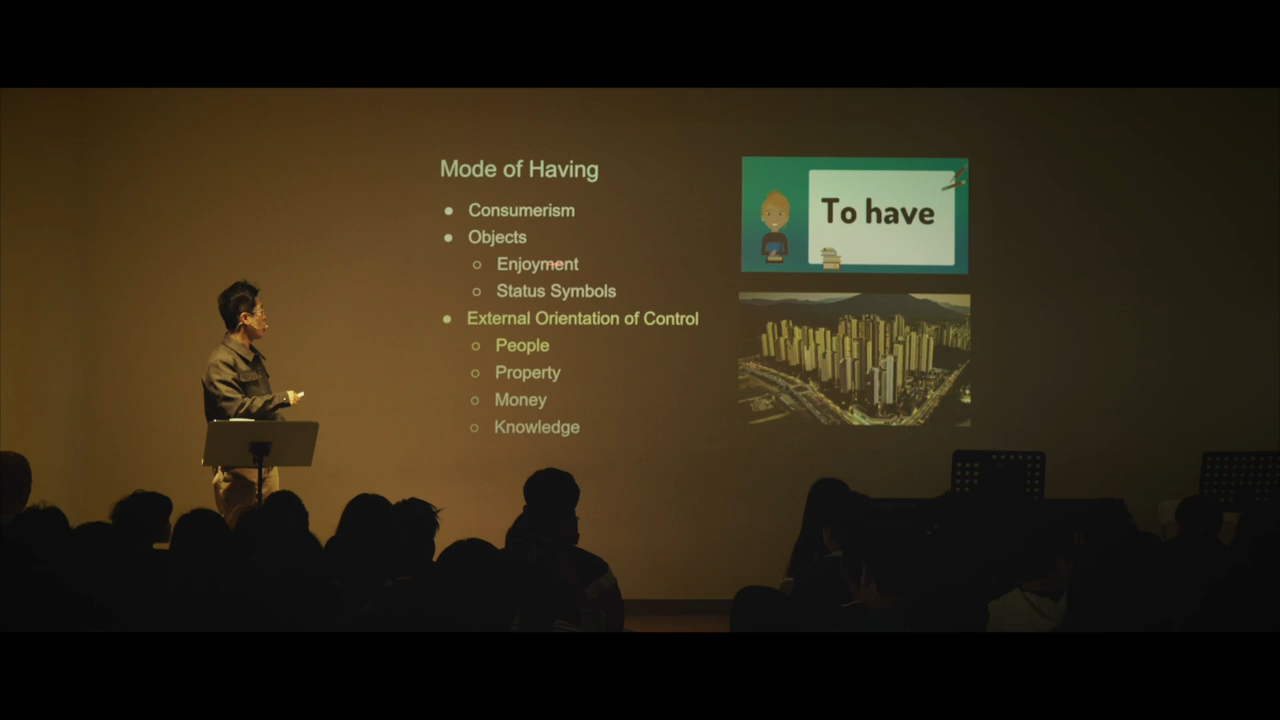 Mode of Having
● Consumerism
● Objects
○ Enjoyment
○ Status Symbols
● External Orientation of Control
○ People
○ Property
○ Money
○ Knowledge
To have